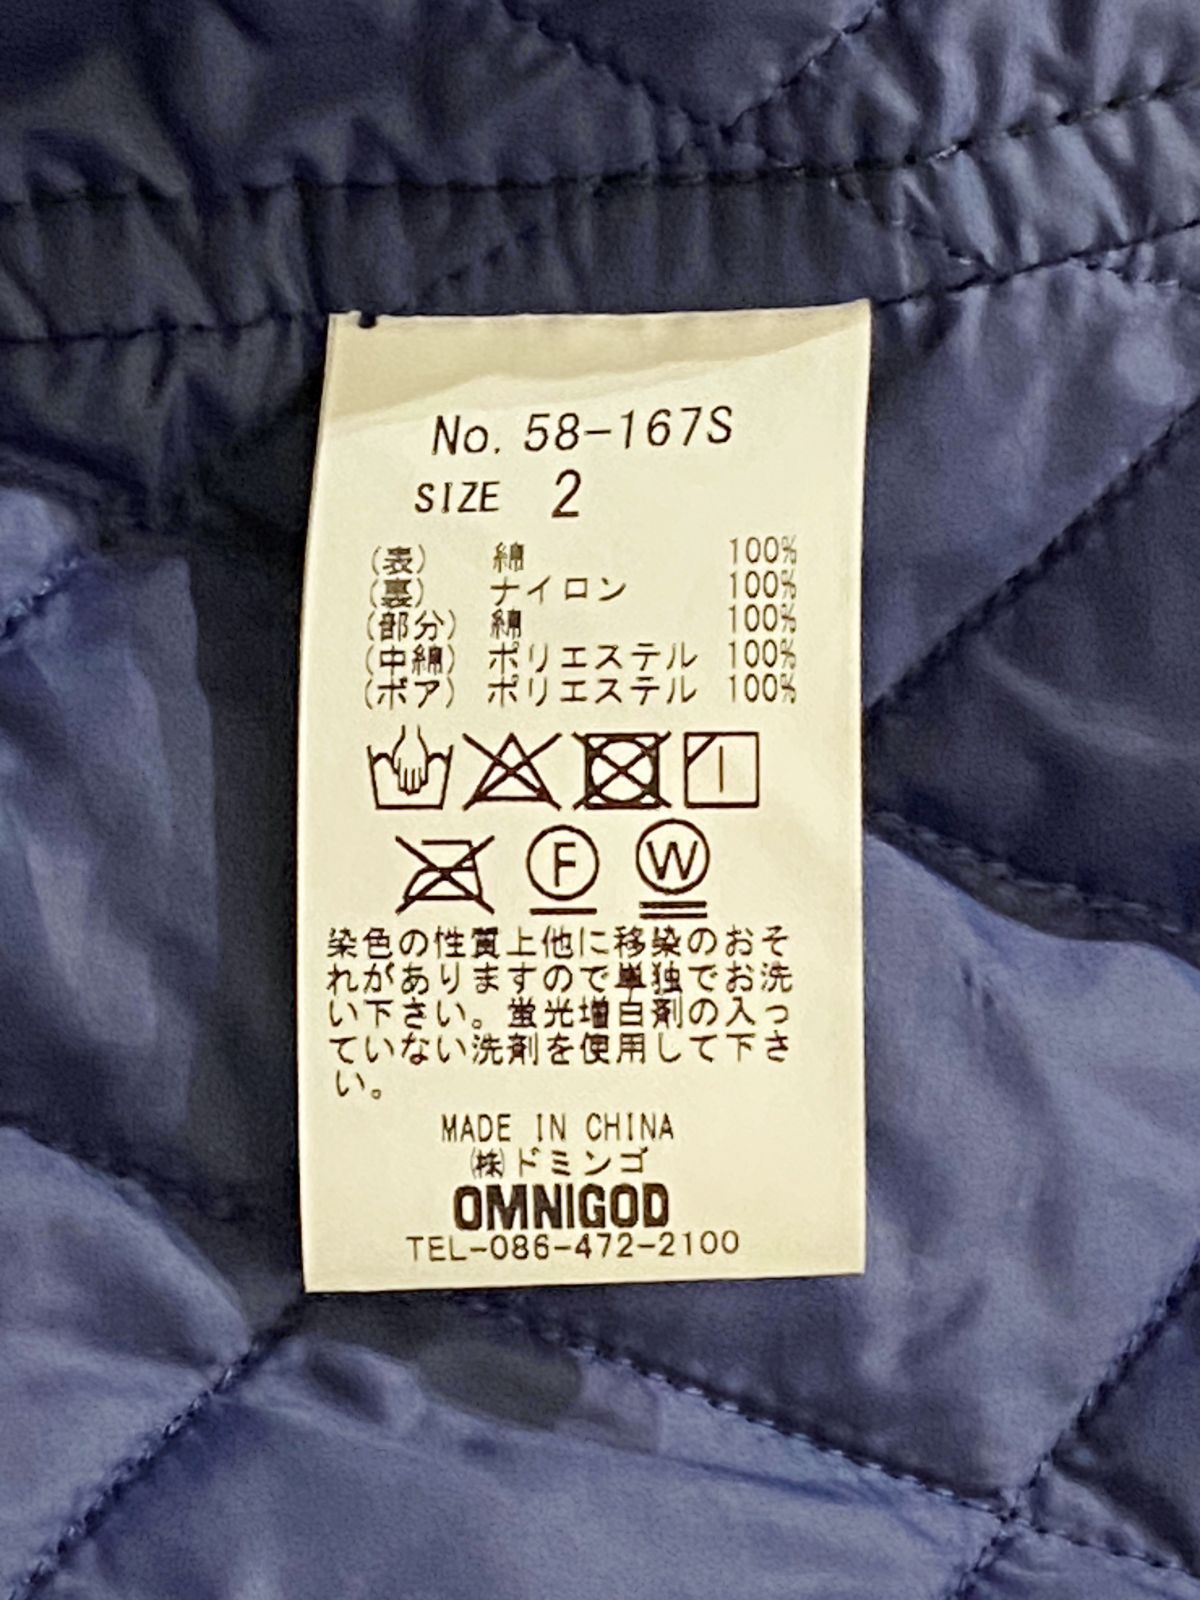 No. 58-167S
SIZE 2
(表) 綿 100%
(裏) ナイロン 100%
(部分) 綿 100%
(中綿) ポリエステル 100%
(ボア) ポリエステル 100%
F W
染色の性質上他に移染のおそ
れがありますので単独でお洗
い下さい。蛍光増白剤の入っ
ていない洗剤を使用して下さ
い。
MADE IN CHINA
㈱ドミンゴ
OMNIGOD
TEL-086-472-2100